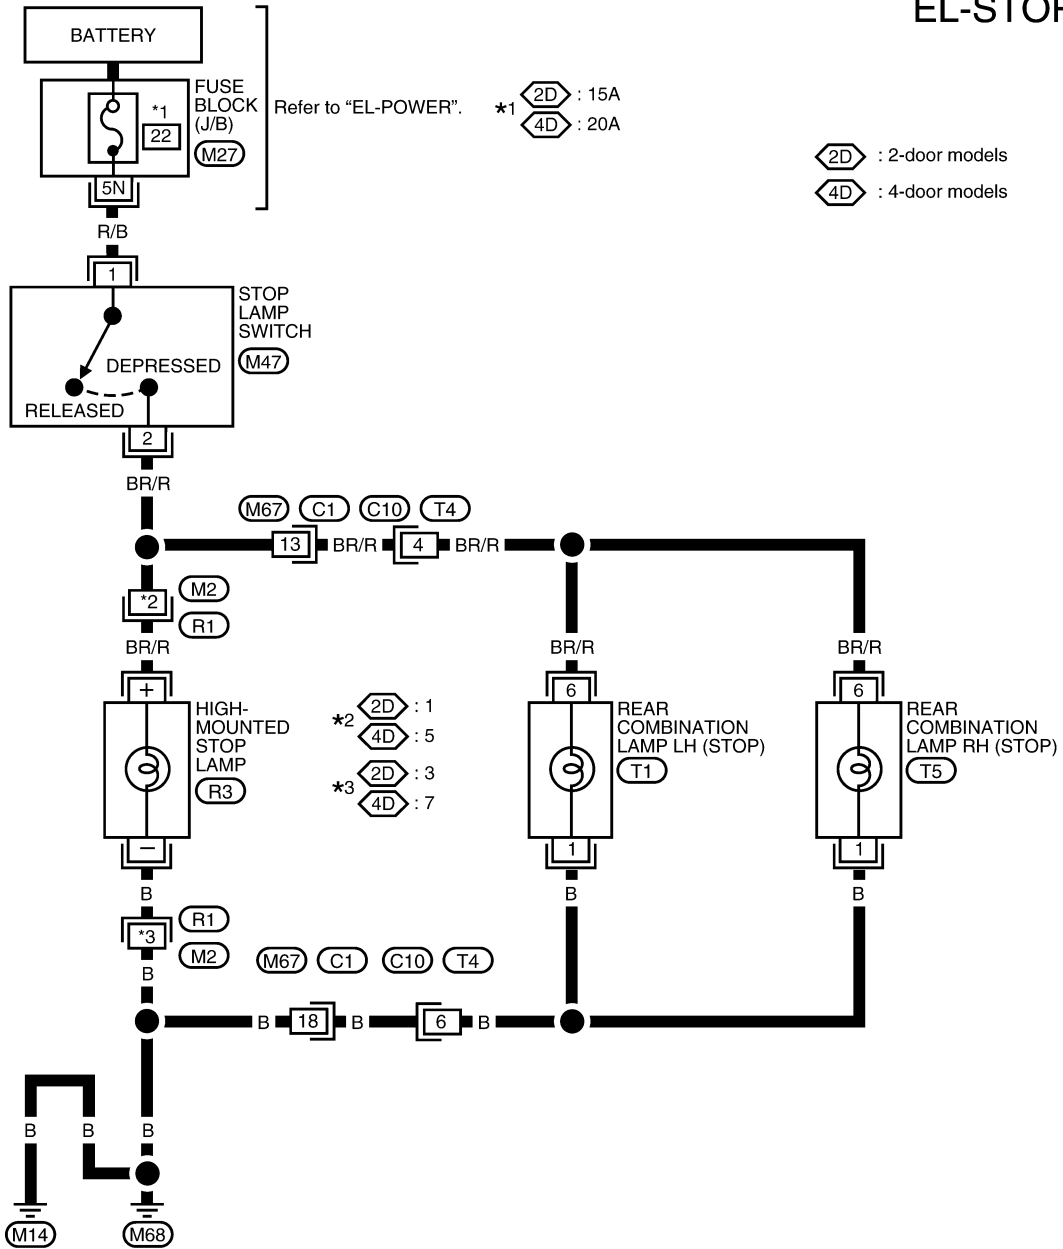 EL-STOP
BATTERY
FUSE
BLOCK
(J/B)
*1
22
M27
5N
Refer to “EL-POWER”.
*1
2D : 15A
4D : 20A
2D : 2-door models
4D : 4-door models
R/B
1
STOP
LAMP
SWITCH
M47
DEPRESSED
RELEASED
2
BR/R
M67 C1 C10 T4
13 BR/R 4 BR/R
*2
M2
R1
BR/R
BR/R
BR/R
+
6
6
HIGH-
MOUNTED
STOP
LAMP
R3
*2
2D : 1
4D : 5
*3
2D : 3
4D : 7
REAR
COMBINATION
LAMP LH (STOP)
T1
REAR
COMBINATION
LAMP RH (STOP)
T5
−
1
1
B
B
B
*3
R1
M2
B
M67 C1 C10 T4
B 18 B 6 B
B
B
B
M14
M68